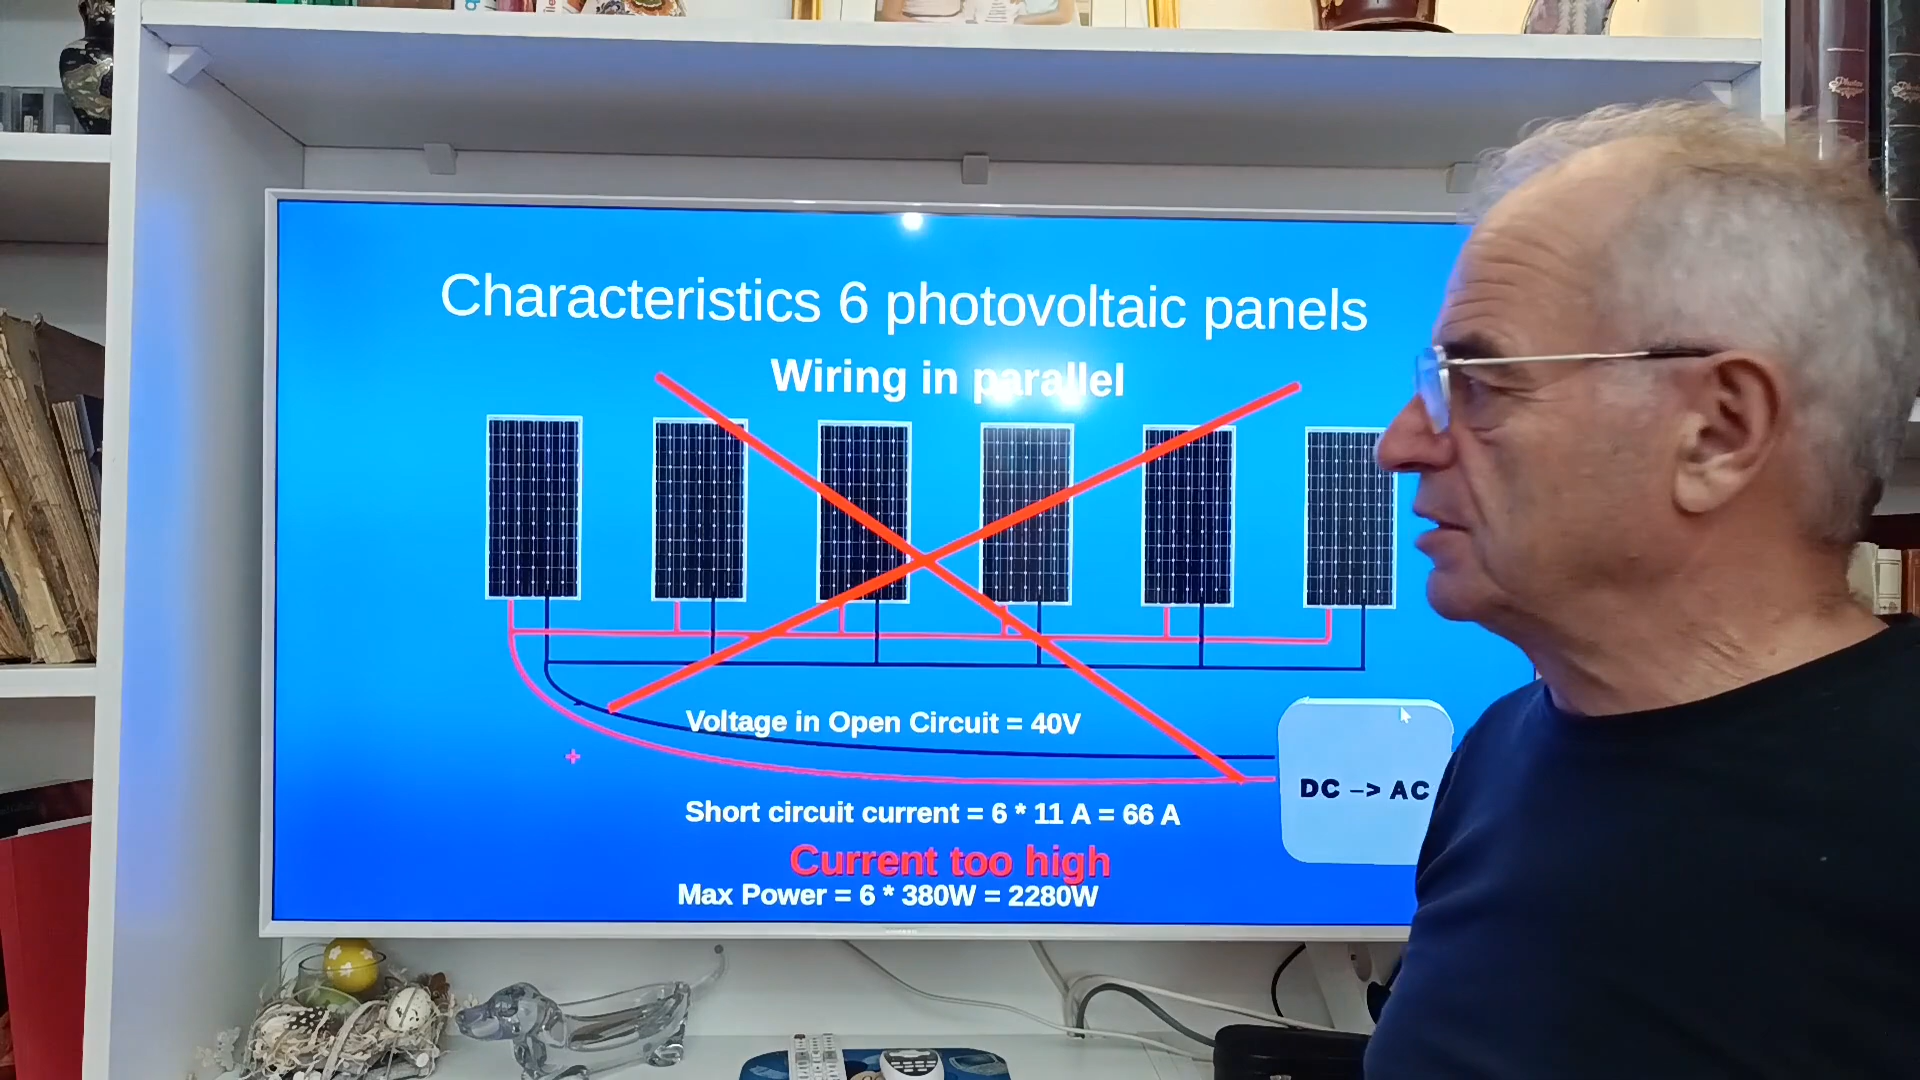 Characteristics 6 photovoltaic panels
Wiring in parallel
Voltage in Open Circuit = 40V
+
DC -> AC
Short circuit current = 6 * 11 A = 66 A
Current too high
Max Power = 6 * 380W = 2280W